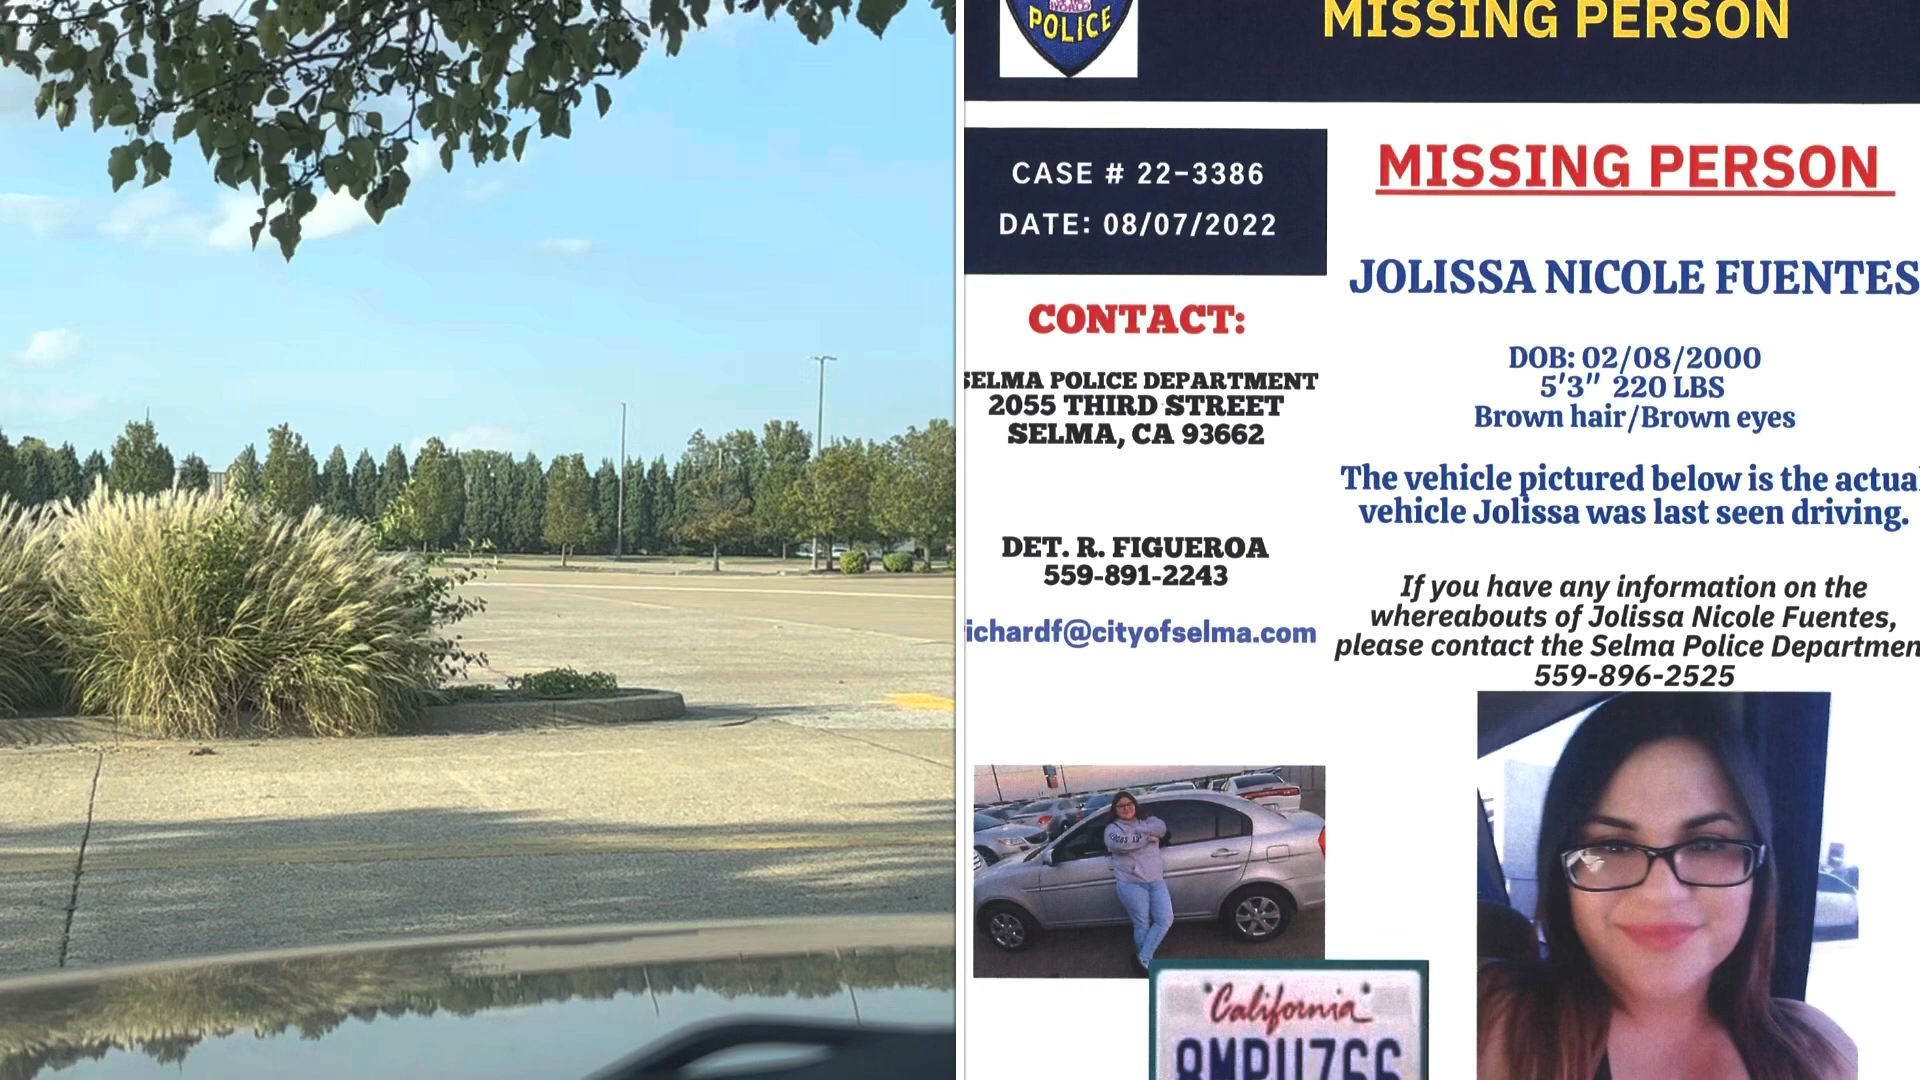 POLICE
MISSING PERSON
CASE # 22-3386
DATE: 08/07/2022
MISSING PERSON
JOLISSA NICOLE FUENTES
CONTACT:
SELMA POLICE DEPARTMENT
2055 THIRD STREET
SELMA, CA 93662
DOB: 02/08/2000
5'3" 220 LBS
Brown hair/Brown eyes
The vehicle pictured below is the actual
vehicle Jolissa was last seen driving.
DET. R. FIGUEROA
559-891-2243
ichardf@cityofselma.com
If you have any information on the
whereabouts of Jolissa Nicole Fuentes,
please contact the Selma Police Departmen
559-896-2525
California